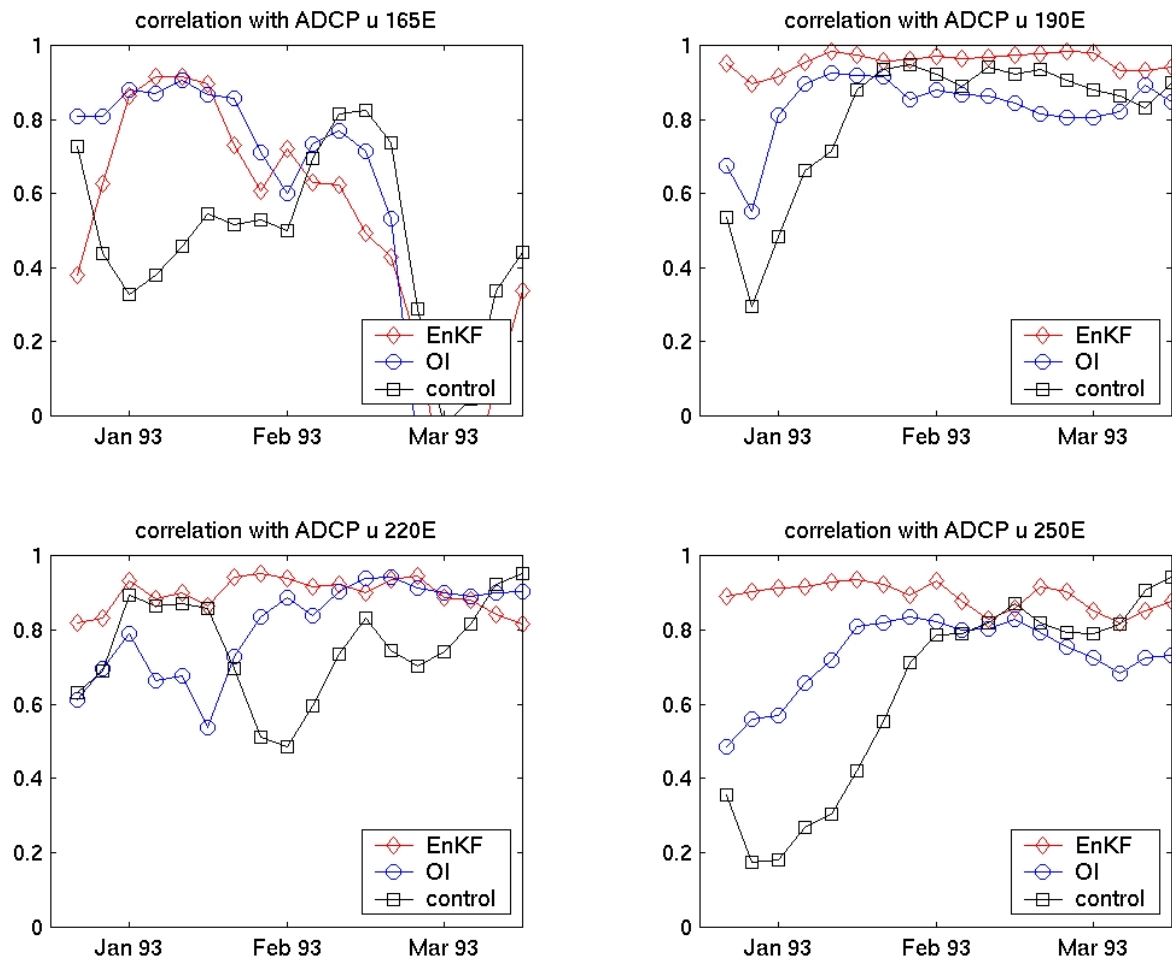 correlation with ADCP u 165E
1
0.8
0.6
0.4
0.2
0
Jan 93
Feb 93
Mar 93
EnKF
OI
control
correlation with ADCP u 190E
1
0.8
0.6
0.4
0.2
0
Jan 93
Feb 93
Mar 93
EnKF
OI
control
correlation with ADCP u 220E
1
0.8
0.6
0.4
0.2
0
Jan 93
Feb 93
Mar 93
EnKF
OI
control
correlation with ADCP u 250E
1
0.8
0.6
0.4
0.2
0
Jan 93
Feb 93
Mar 93
EnKF
OI
control